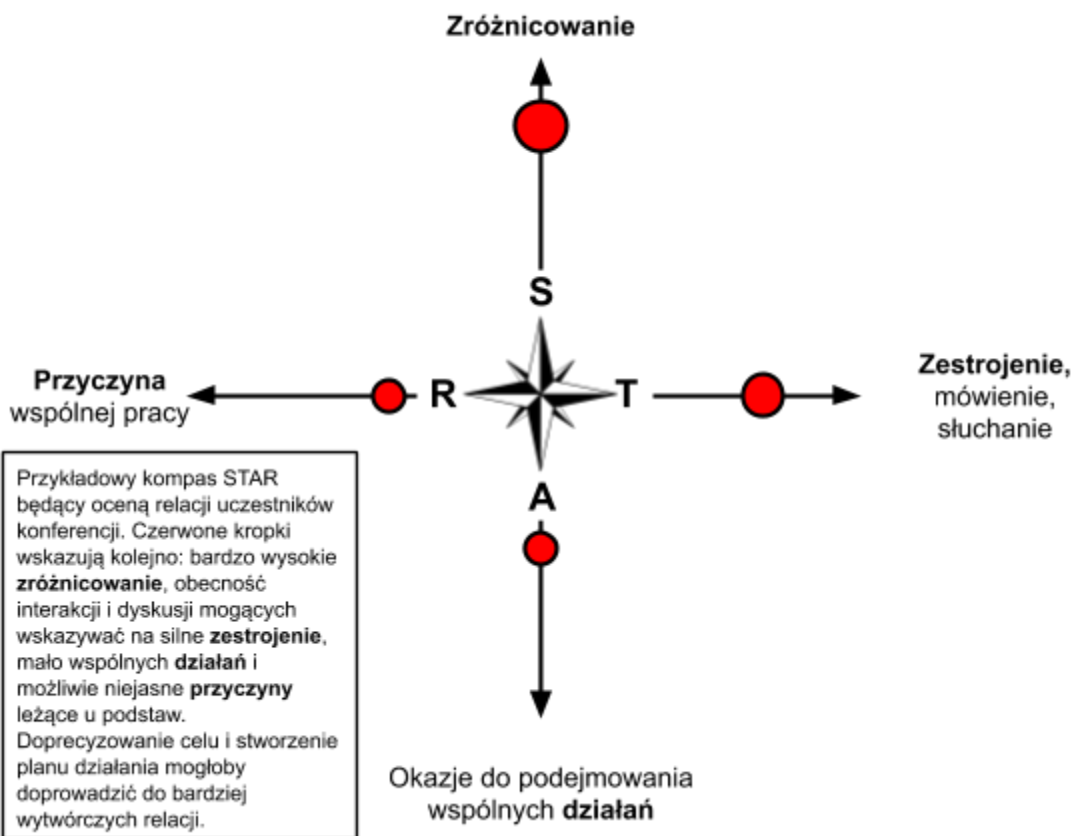 Zróżnicowanie
S
Przyczyna
wspólnej pracy
R
T
Zestrojenie,
mówienie,
słuchanie
A
Przykładowy kompas STAR
będący oceną relacji uczestników
konferencji. Czerwone kropki
wskazują kolejno: bardzo wysokie
zróżnicowanie, obecność
interakcji i dyskusji mogących
wskazywać na silne zestrojenie,
mało wspólnych działań i
możliwie niejasne przyczyny
leżące u podstaw.
Doprecyzowanie celu i stworzenie
planu działania mogłoby
doprowadzić do bardziej
wytwórczych relacji.
Okazje do podejmowania
wspólnych działań